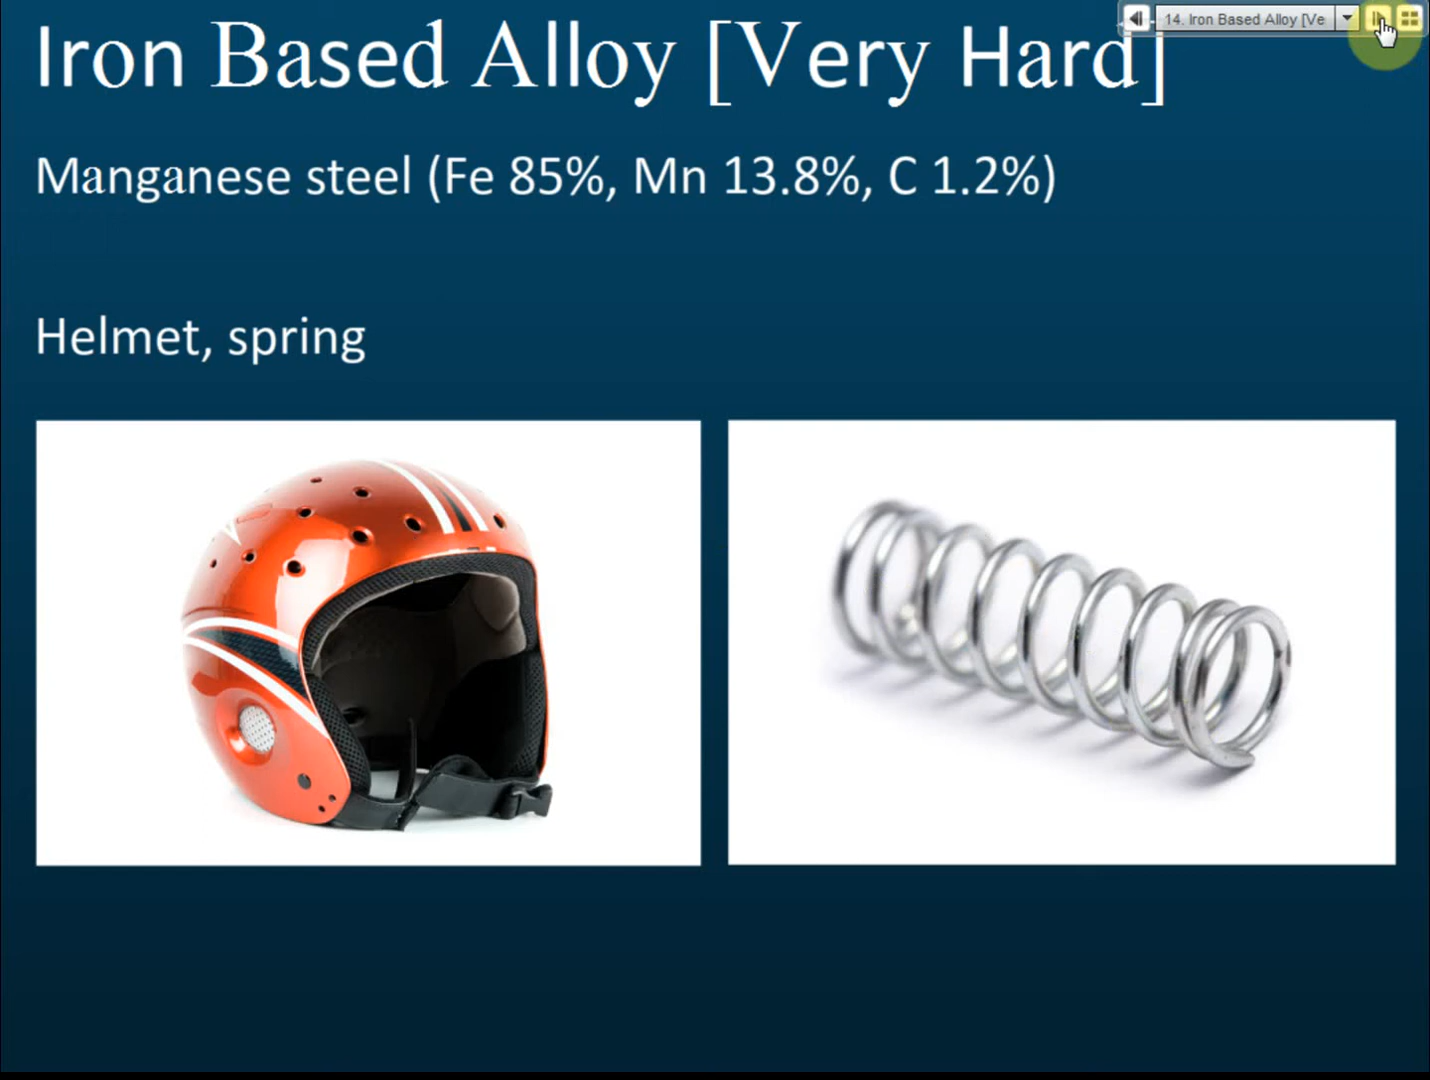 14. Iron Based Alloy [Ve
Iron Based Alloy [Very Hard]
Manganese steel (Fe 85%, Mn 13.8%, C 1.2%)
Helmet, spring